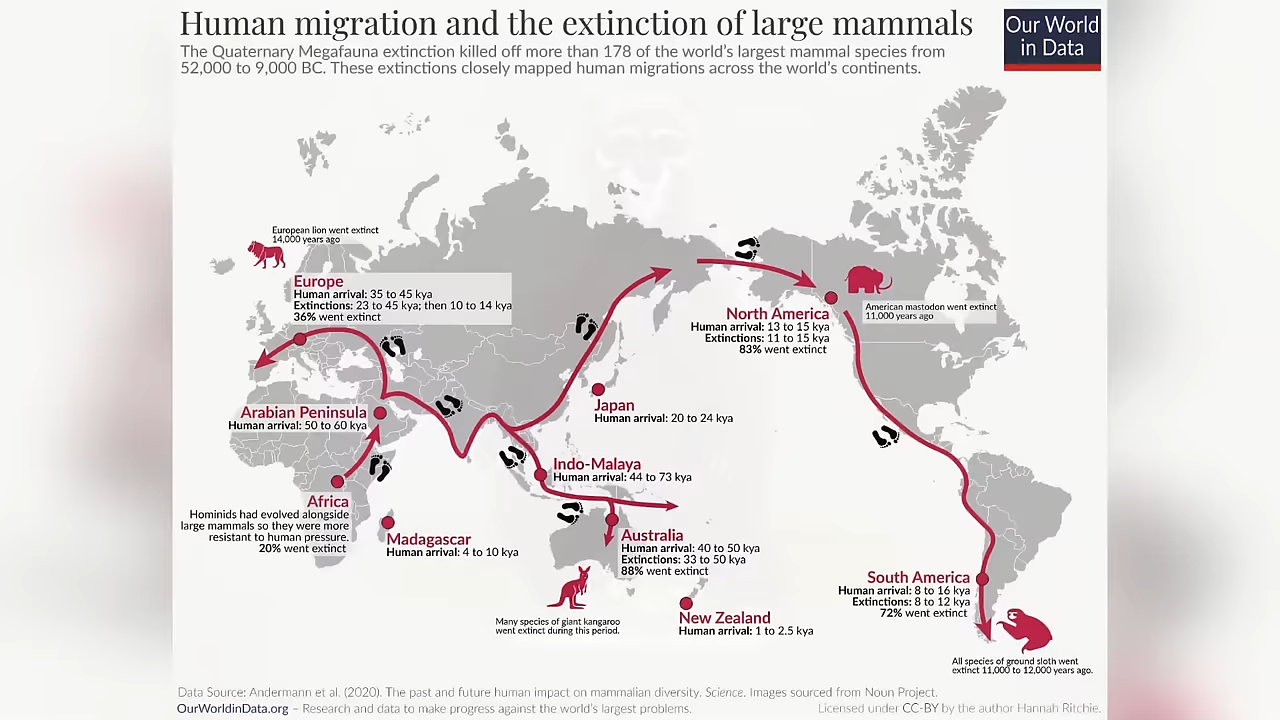 Human migration and the extinction of large mammals
Our World
in Data
The Quaternary Megafauna extinction killed off more than 178 of the world's largest mammal species from
52,000 to 9,000 BC. These extinctions closely mapped human migrations across the world's continents.
European lion went extinct
14,000 years ago
Europe
Human arrival: 35 to 45 kya
Extinctions: 23 to 45 kya; then 10 to 14 kya
36% went extinct
American mastodon went extinct
11,000 years ago
North America
Human arrival: 13 to 15 kya
Extinctions: 11 to 15 kya
83% went extinct
Arabian Peninsula
Human arrival: 50 to 60 kya
Japan
Human arrival: 20 to 24 kya
Indo-Malaya
Human arrival: 44 to 73 kya
Africa
Hominids had evolved alongside
large mammals so they were more
resistant to human pressure.
20% went extinct
Madagascar
Human arrival: 4 to 10 kya
Australia
Human arrival: 40 to 50 kya
Extinctions: 33 to 50 kya
88% went extinct
Many species of giant kangaroo
went extinct during this period.
New Zealand
Human arrival: 1 to 2.5 kya
South America
Human arrival: 8 to 16 kya
Extinctions: 8 to 12 kya
72% went extinct
All species of ground sloth went
extinct 11,000 to 12,000 years ago.
Data Source: Andermann et al. (2020). The past and future human impact on mammalian diversity. Science. Images sourced from Noun Project.
OurWorldinData.org – Research and data to make progress against the world's largest problems.
Licensed under CC-BY by the author Hannah Ritchie.